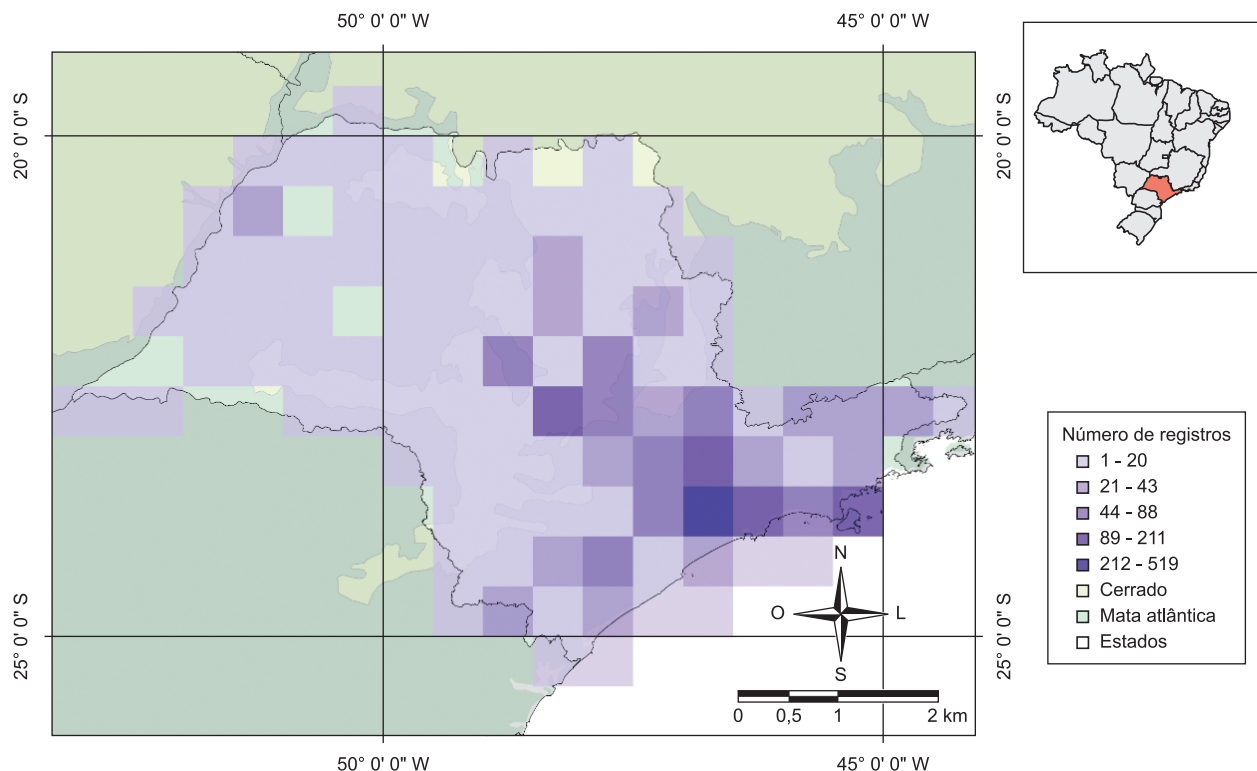 50° 0' 0'' W
45° 0' 0'' W
20° 0' 0'' S
20° 0' 0'' S
Número de registros
1 - 20
21 - 43
44 - 88
89 - 211
212 - 519
Cerrado
Mata atlântica
Estados
N
O
L
S
25° 0' 0'' S
25° 0' 0'' S
0 0,5 1 2 km
50° 0' 0'' W
45° 0' 0'' W